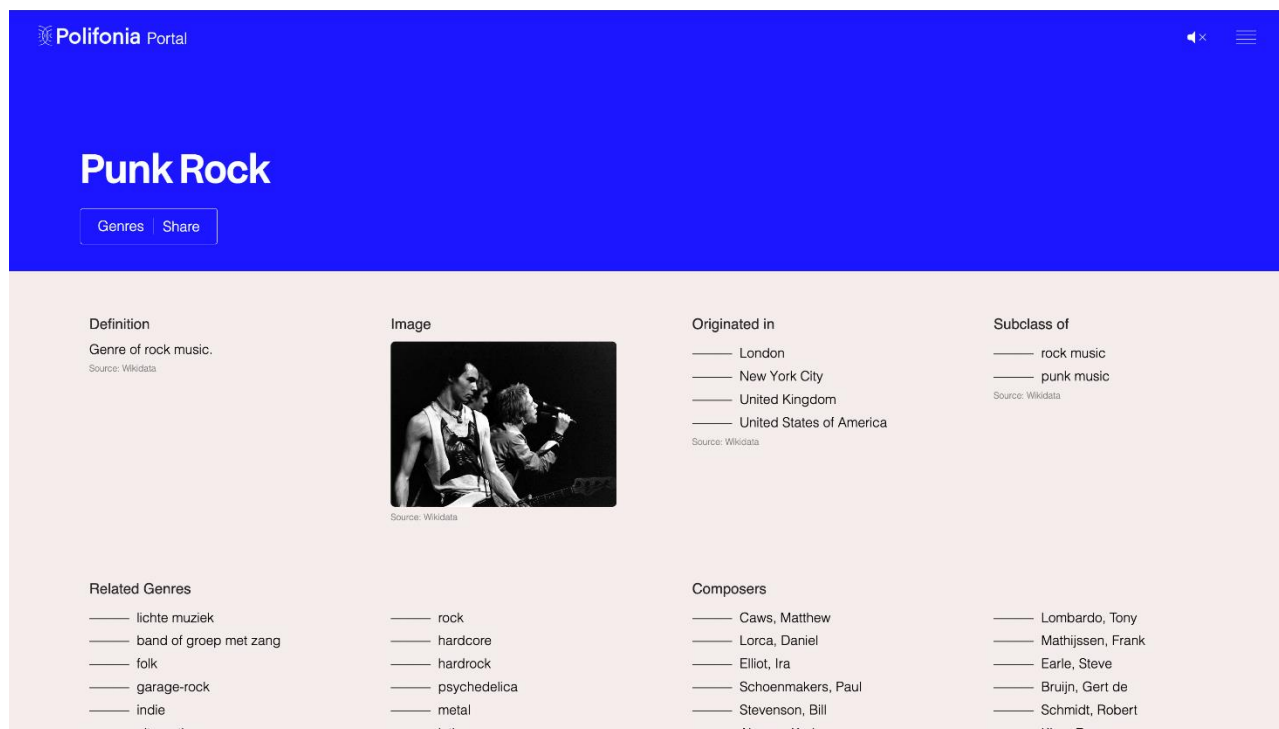 Polifonia Portal
Punk Rock
Genres
Share
Definition
Genre of rock music.
Source: Wikidata
Image
Source: Wikidata
Originated in
London
New York City
United Kingdom
United States of America
Source: Wikidata
Subclass of
rock music
punk music
Source: Wikidata
Related Genres
lichte muziek
band of groep met zang
folk
garage-rock
indie
rock
hardcore
hardrock
psychedelica
metal
Composers
Caws, Matthew
Lorca, Daniel
Elliot, Ira
Schoenmakers, Paul
Stevenson, Bill
Lombardo, Tony
Mathijssen, Frank
Earle, Steve
Bruijn, Gert de
Schmidt, Robert